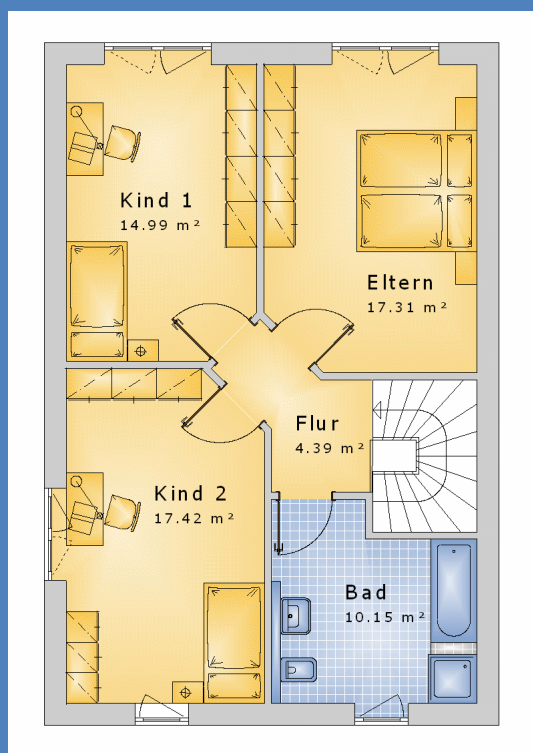 Kind 1
14.99 m²
Eltern
17.31 m²
Flur
4.39 m²
Kind 2
17.42 m²
Bad
10.15 m²